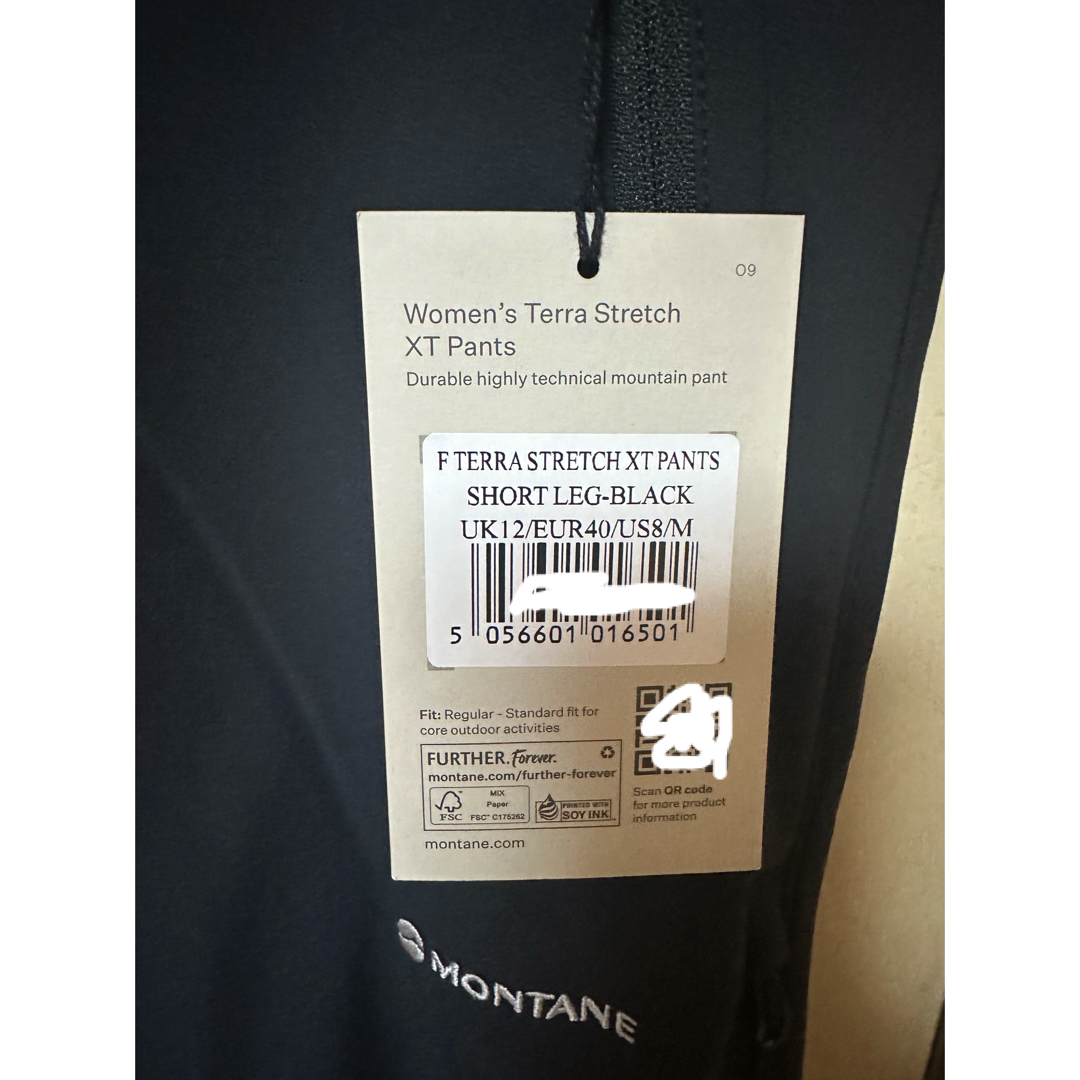 09
Women's Terra Stretch
XT Pants
Durable highly technical mountain pant
F TERRA STRETCH XT PANTS
SHORT LEG-BLACK
UK12/EUR40/US8/M
5 056601 016501
Fit: Regular - Standard fit for
core outdoor activities
FURTHER. Forever.
montane.com/further-forever
FSC
MIX
Paper
FSC™ C175262
PRINTED WITH
SOY INK
Scan QR code
for more product
information
montane.com
MONTANE